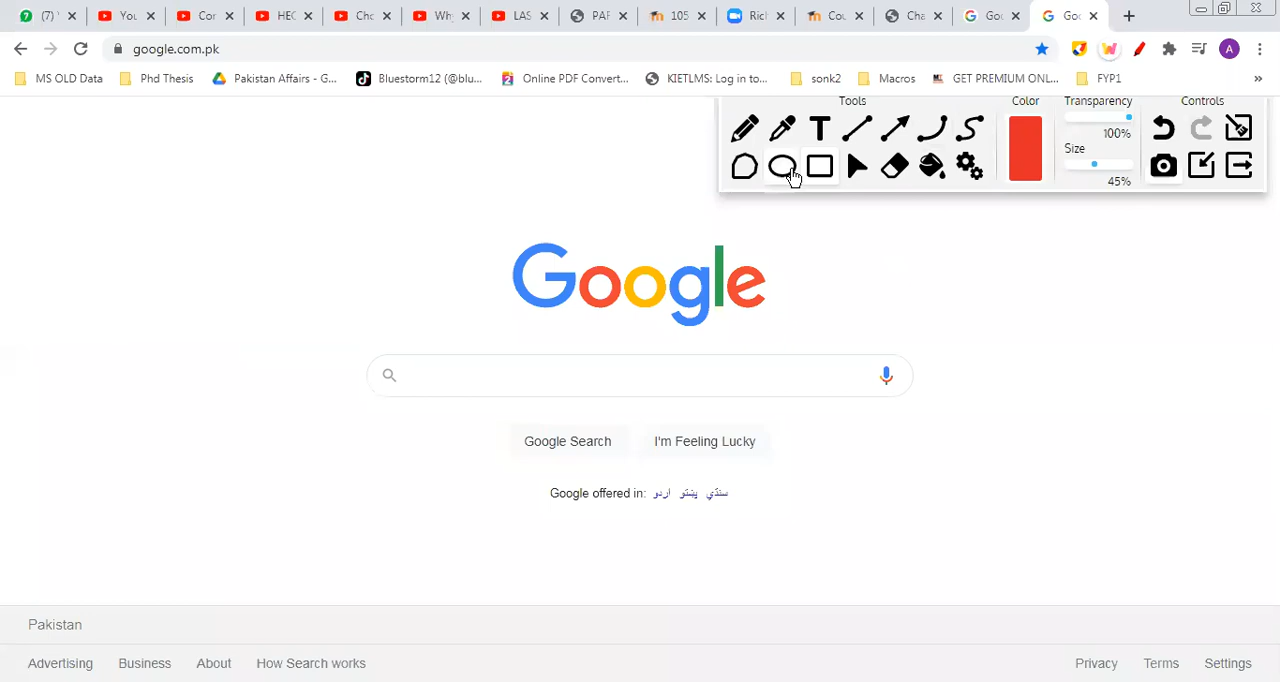 (7) Y You Cor HEC Cho Why LAS PAF 105 Rich Cou Cha Goo Goo
google.com.pk A
MS OLD Data Phd Thesis Pakistan Affairs - G... Bluestorm12 (@blu... Online PDF Convert... KIETLMS: Log in to... sonk2 Macros GET PREMIUM ONL... FYP1 »
Tools Color Transparency Controls
100%
Size
45%
Google
Google Search I'm Feeling Lucky
Google offered in: اردو پښتو سنڌي
Pakistan
Advertising Business About How Search works Privacy Terms Settings